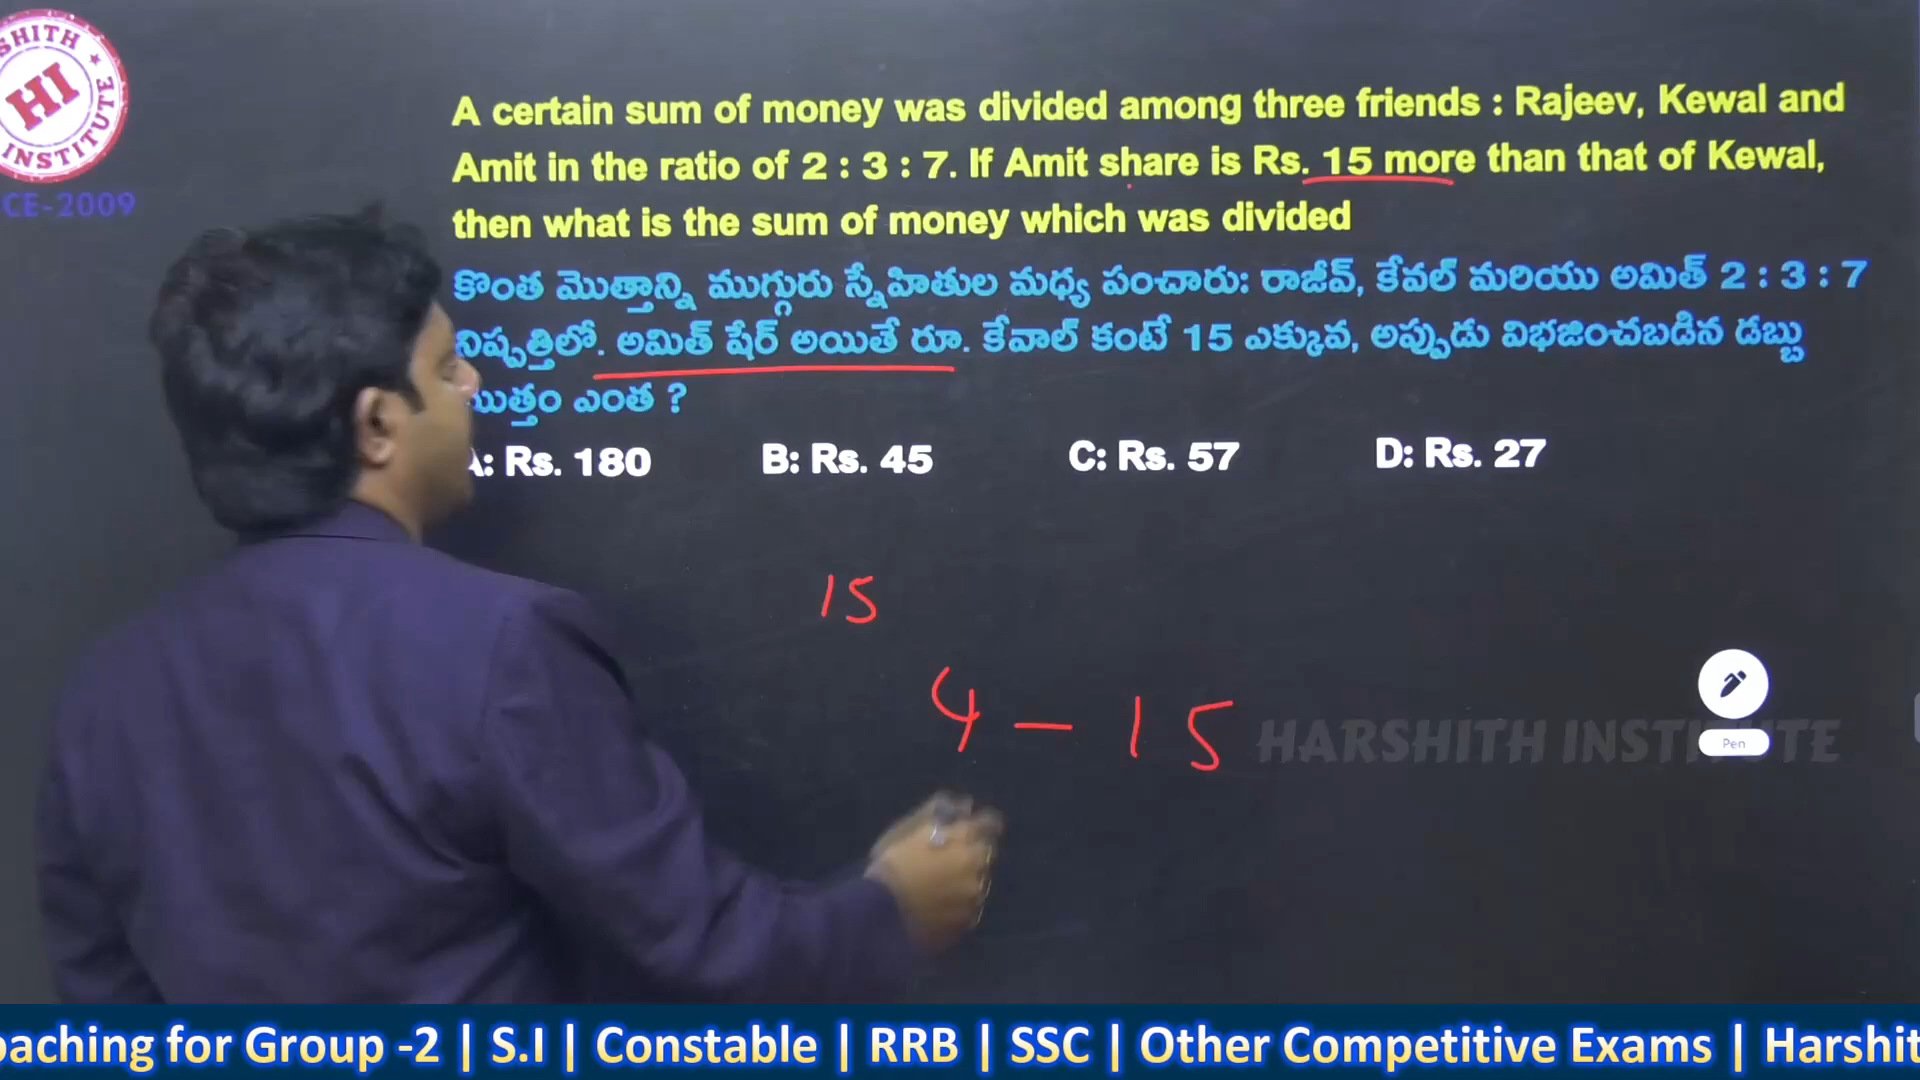 SHITH
HI
INSTITUTE
CE-2009
A certain sum of money was divided among three friends : Rajeev, Kewal and
Amit in the ratio of 2 : 3 : 7. If Amit share is Rs. 15 more than that of Kewal,
then what is the sum of money which was divided
కొంత మొత్తాన్ని ముగ్గురు స్నేహితుల మధ్య పంచారు: రాజీవ్, కేవల్ మరియు అమిత్ 2 : 3 : 7
నిష్పత్తిలో. అమిత్ షేర్ అయితే రూ. కేవాల్ కంటే 15 ఎక్కువ, అప్పుడు విభజించబడిన డబ్బు
ఎంత ?
A: Rs. 180 B: Rs. 45 C: Rs. 57 D: Rs. 27
15
4 – 15
HARSHITH INSTITUTE
Pen
oaching for Group -2 | S.I | Constable | RRB | SSC | Other Competitive Exams | Harshit